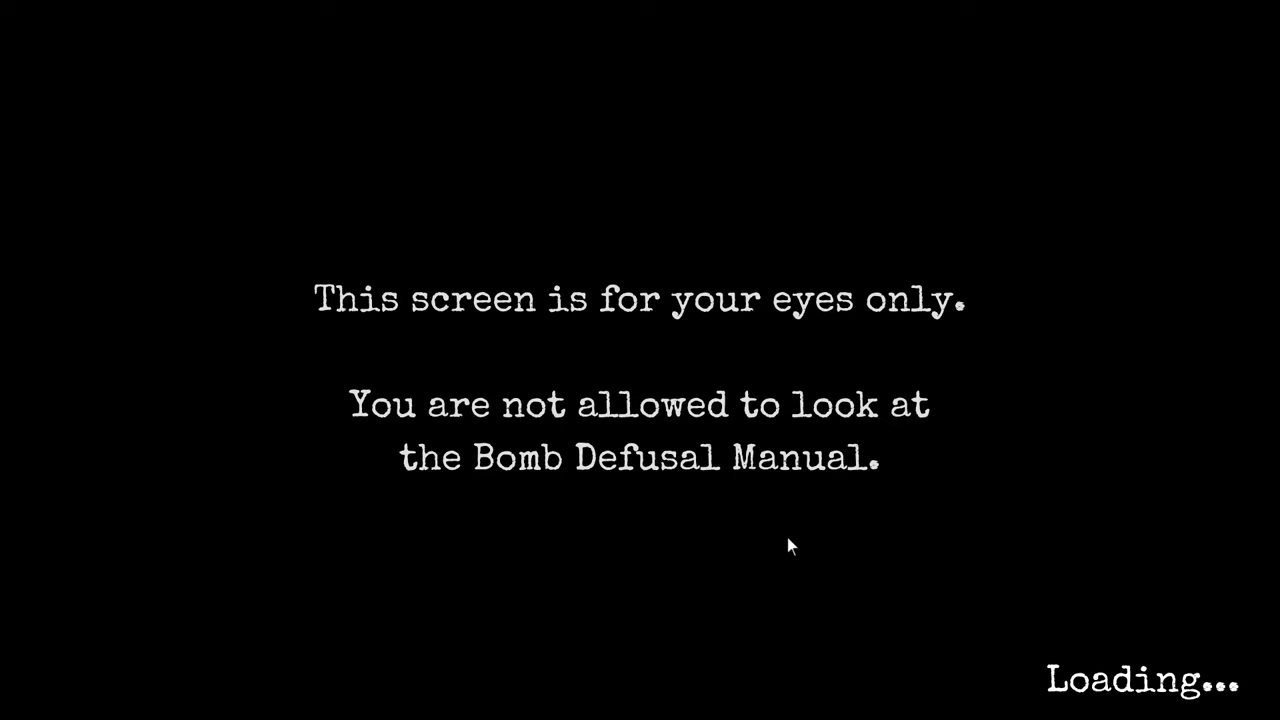 This screen is for your eyes only.
You are not allowed to look at
the Bomb Defusal Manual.
Loading...